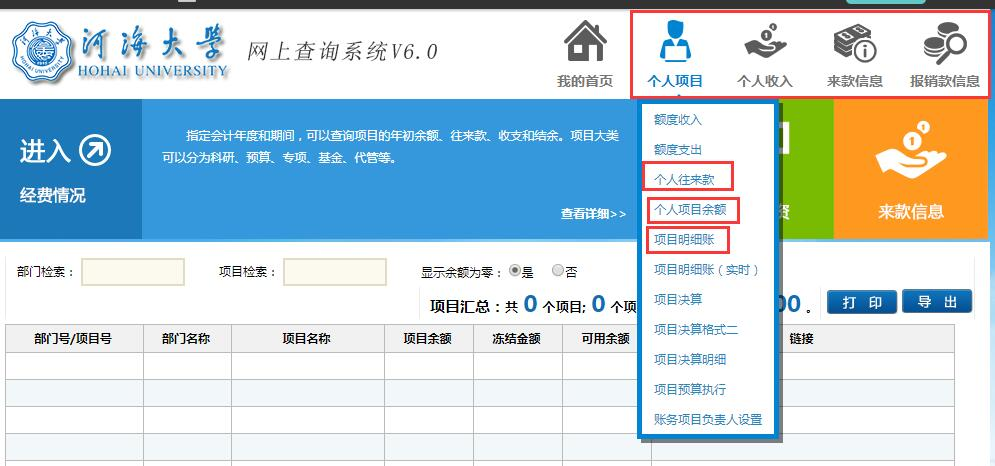 河海大学
HOHAI UNIVERSITY
网上查询系统V6.0
我的首页
个人项目
个人收入
来款信息
报销款信息
进入
经费情况
指定会计年度和期间，可以查询项目的年初余额、往来款、收支和结余。项目大类
可以分为科研、预算、专项、基金、代管等。
查看详细>>
额度收入
额度支出
个人往来款
个人项目余额
项目明细账
项目明细账（实时）
项目决算
项目决算格式二
项目决算明细
项目预算执行
账务项目负责人设置
资
来款信息
部门检索：
项目检索：
显示余额为零：是 否
项目汇总：共 0 个项目; 0 个项
00 。
打 印
导 出
部门号/项目号
部门名称
项目名称
项目余额
冻结金额
可用余额
链接